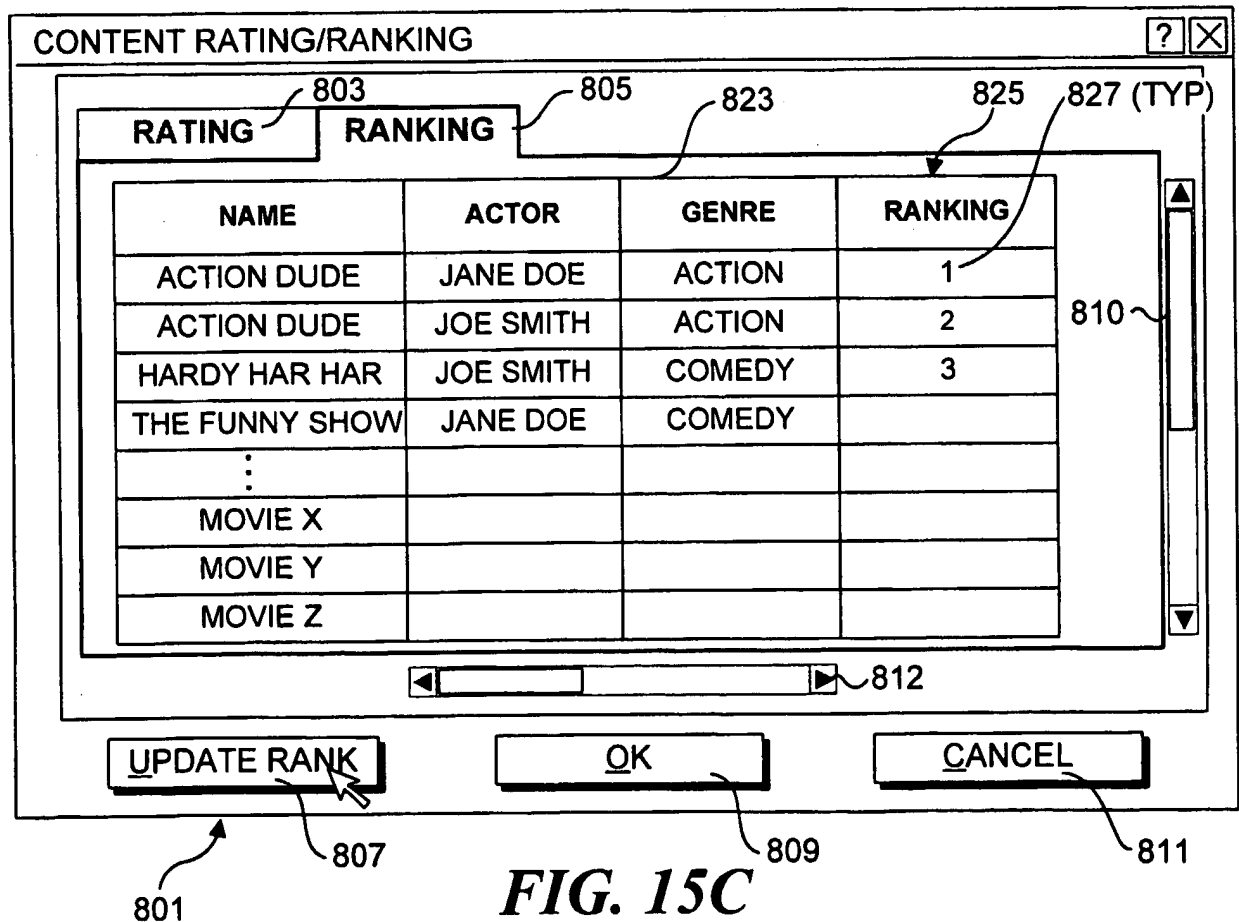 CONTENT RATING/RANKING ?
803 805 823 825 827 (TYP)
RATING RANKING
NAME ACTOR GENRE RANKING
ACTION DUDE JANE DOE ACTION 1
ACTION DUDE JOE SMITH ACTION 2
810
HARDY HAR HAR JOE SMITH COMEDY 3
THE FUNNY SHOW JANE DOE COMEDY
⋮
MOVIE X
MOVIE Y
MOVIE Z
812
UPDATE RANK OK CANCEL
807 809 811
801
FIG. 15C